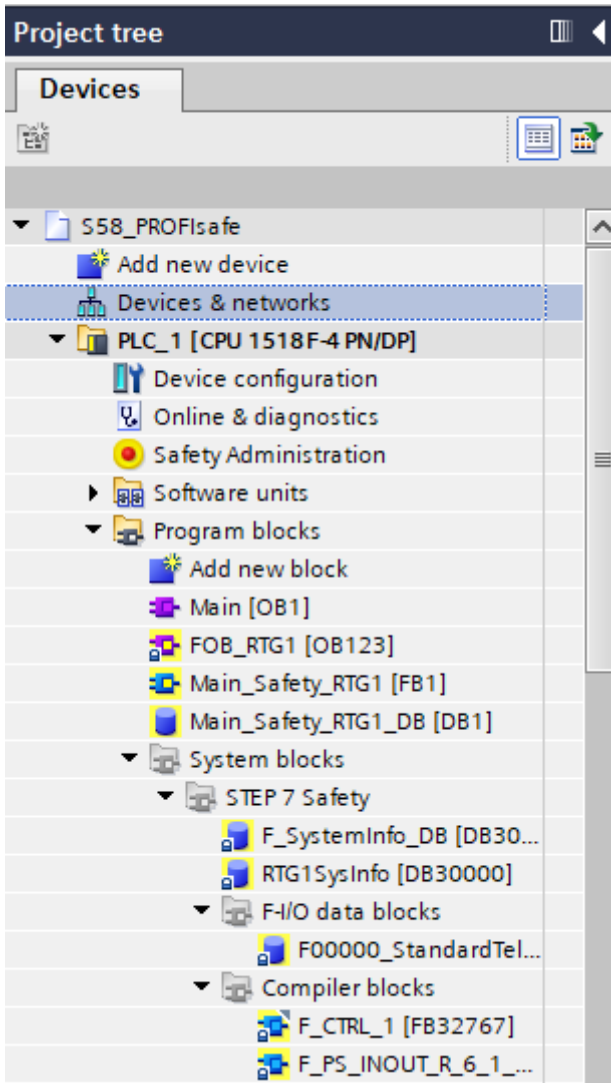 Project tree
Devices
S58_PROFIsafe
Add new device
Devices & networks
PLC_1 [CPU 1518F-4 PN/DP]
Device configuration
Online & diagnostics
Safety Administration
Software units
Program blocks
Add new block
Main [OB1]
FOB_RTG1 [OB123]
Main_Safety_RTG1 [FB1]
Main_Safety_RTG1_DB [DB1]
System blocks
STEP 7 Safety
F_SystemInfo_DB [DB30...
RTG1SysInfo [DB30000]
F-I/O data blocks
F00000_StandardTel...
Compiler blocks
F_CTRL_1 [FB32767]
F_PS_INOUT_R_6_1_...